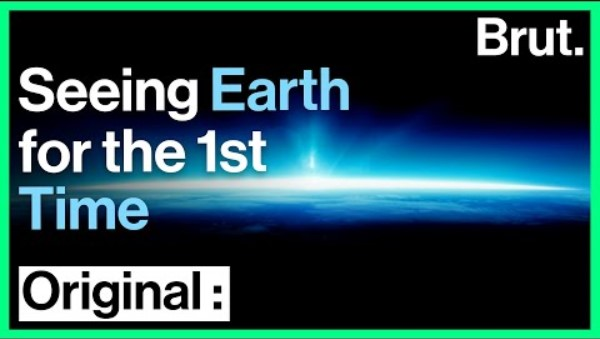 Brut.
Seeing Earth
for the 1st
Time
Original :